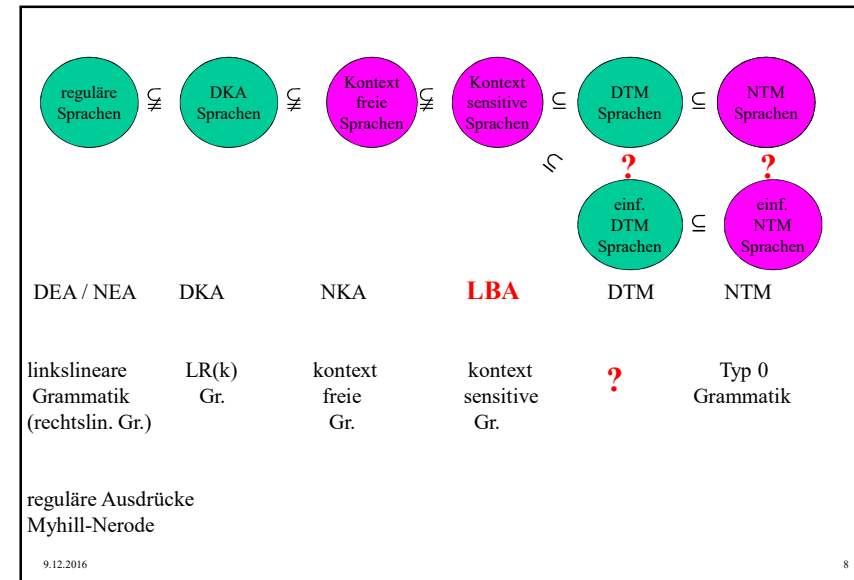 reguläre
Sprachen
⊊
DKA
Sprachen
⊊
Kontext
freie
Sprachen
⊊
Kontext
sensitive
Sprachen
⊆
DTM
Sprachen
⊆
NTM
Sprachen
⊆
?
?
einf.
DTM
Sprachen
⊆
einf.
NTM
Sprachen
DEA / NEA DKA NKA LBA DTM NTM
linkslineare
Grammatik
(rechtslin. Gr.)
LR(k)
Gr.
kontext
freie
Gr.
kontext
sensitive
Gr.
?
Typ 0
Grammatik
reguläre Ausdrücke
Myhill-Nerode
9.12.2016
8